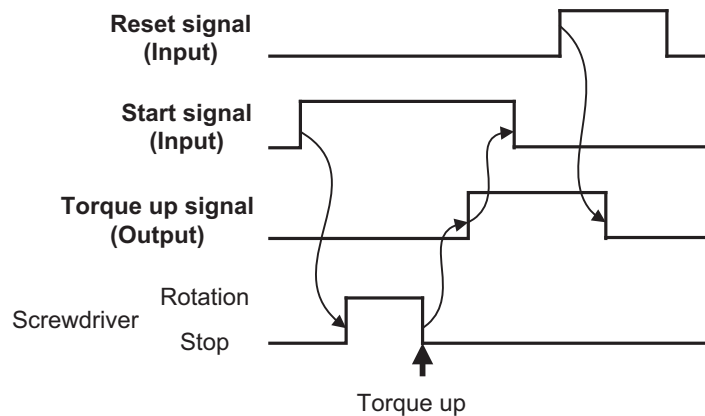 Reset signal
(Input)
Start signal
(Input)
Torque up signal
(Output)
Rotation
Screwdriver
Stop
Torque up